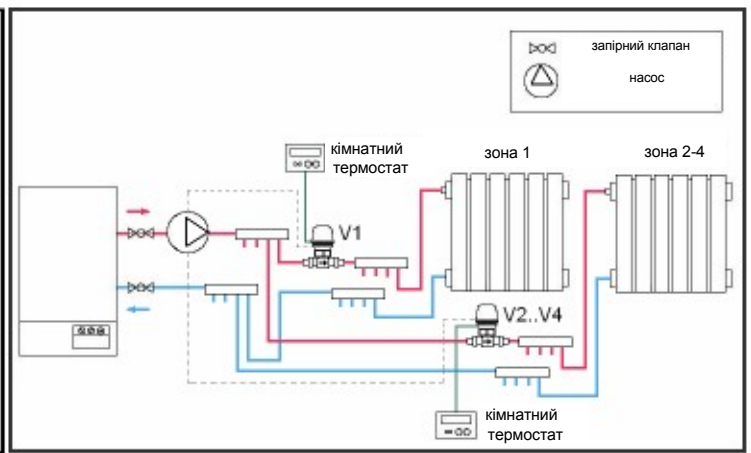 запірний клапан
насос
кімнатний
термостат
зона 1
зона 2-4
V1
V2..V4
кімнатний
термостат